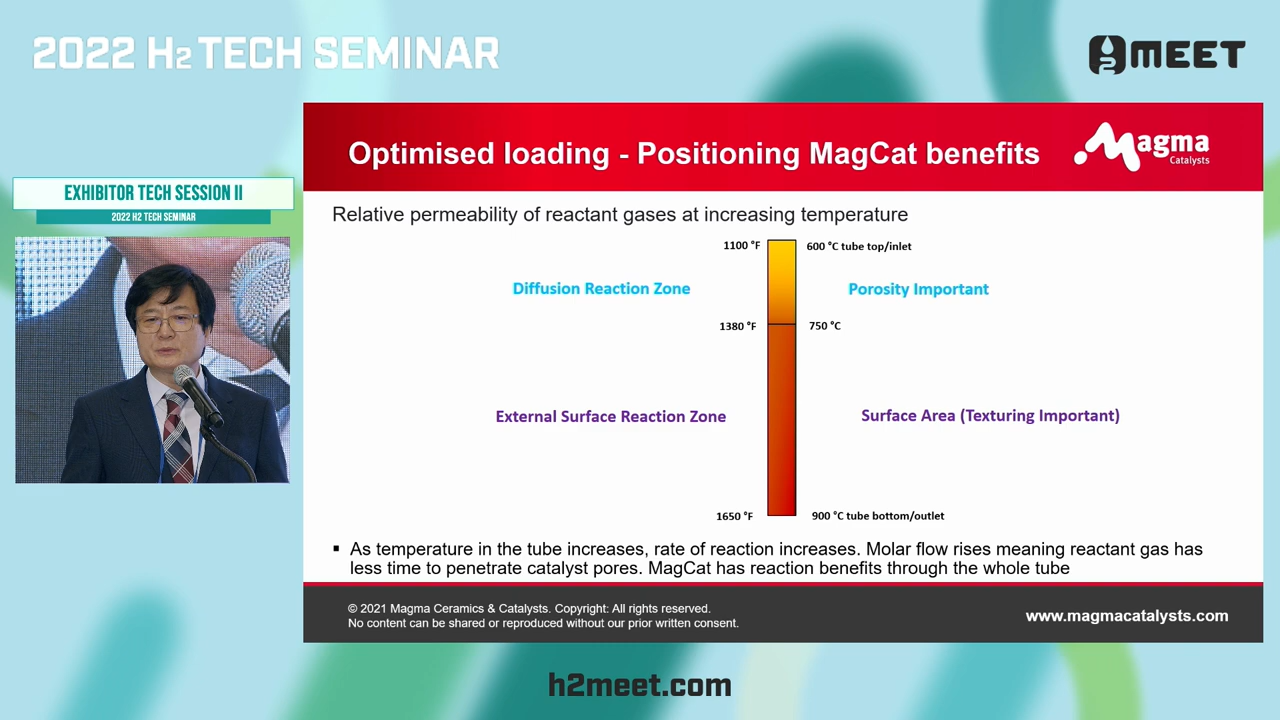 2022 H2 TECH SEMINAR
MEET
EXHIBITOR TECH SESSION II
2022 H2 TECH SEMINAR
Optimised loading - Positioning MagCat benefits
Magma
Catalysts
Relative permeability of reactant gases at increasing temperature
1100 °F
600 °C tube top/inlet
Diffusion Reaction Zone
Porosity Important
1380 °F
750 °C
External Surface Reaction Zone
Surface Area (Texturing Important)
1650 °F
900 °C tube bottom/outlet
▪ As temperature in the tube increases, rate of reaction increases. Molar flow rises meaning reactant gas has
less time to penetrate catalyst pores. MagCat has reaction benefits through the whole tube
© 2021 Magma Ceramics & Catalysts. Copyright: All rights reserved.
No content can be shared or reproduced without our prior written consent.
www.magmacatalysts.com
h2meet.com